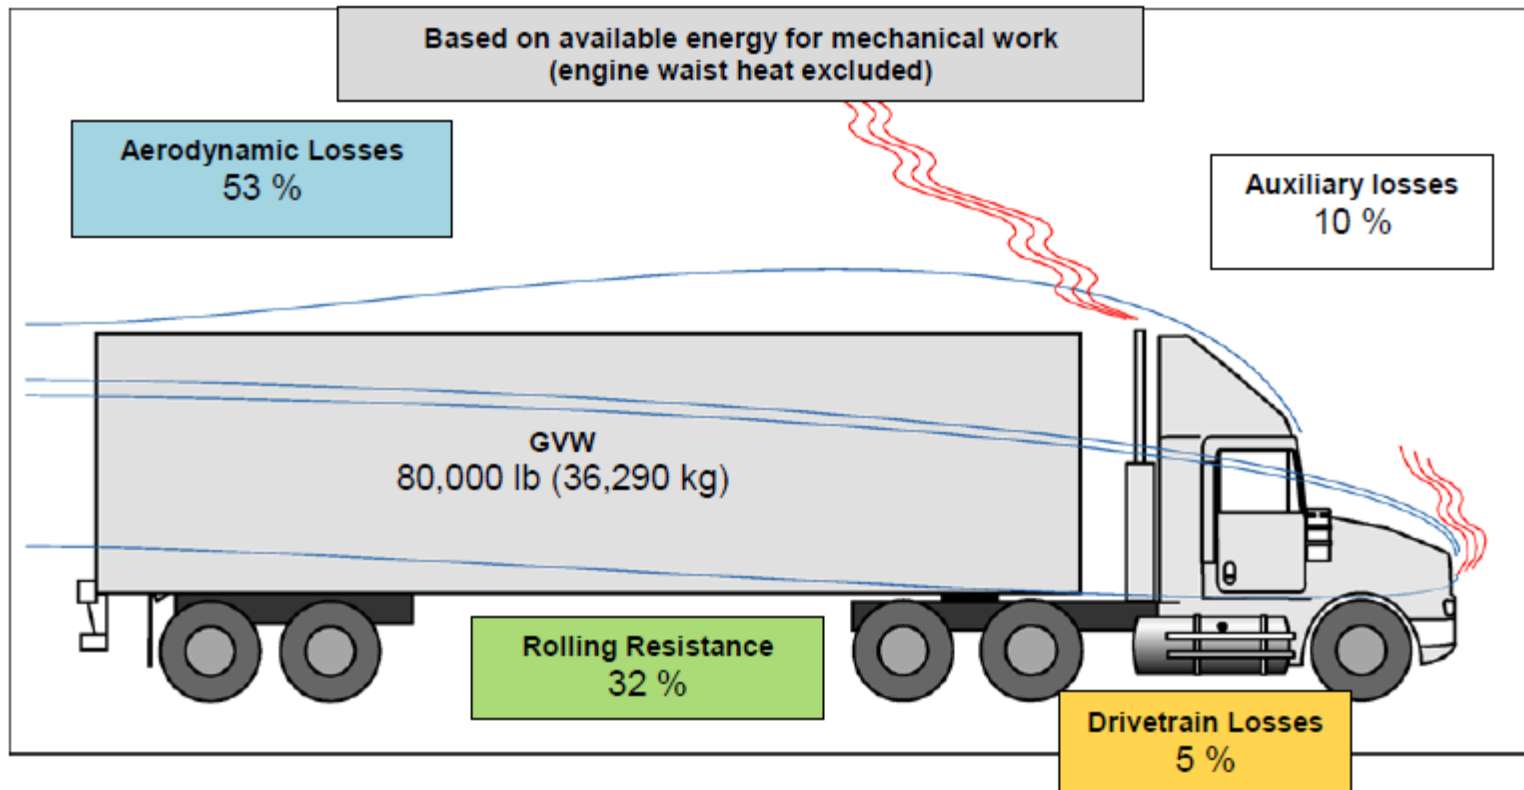 Based on available energy for mechanical work
(engine waist heat excluded)
Aerodynamic Losses
53 %
Auxiliary losses
10 %
GVW
80,000 lb (36,290 kg)
Rolling Resistance
32 %
Drivetrain Losses
5 %